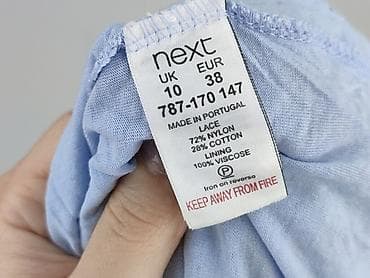 next
UK EUR
10 38
787-170 147
MADE IN PORTUGAL
LACE
72% NYLON
28% COTTON
LINING
100% VISCOSE
P
Iron on reverse
KEEP AWAY FROM FIRE